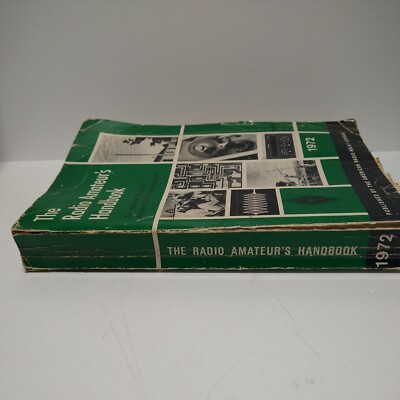 The
Radio Amateur's
Handbook
1972
PUBLISHED BY THE AMERICAN RADIO RELAY LEAGUE
THE RADIO AMATEUR'S HANDBOOK
1972